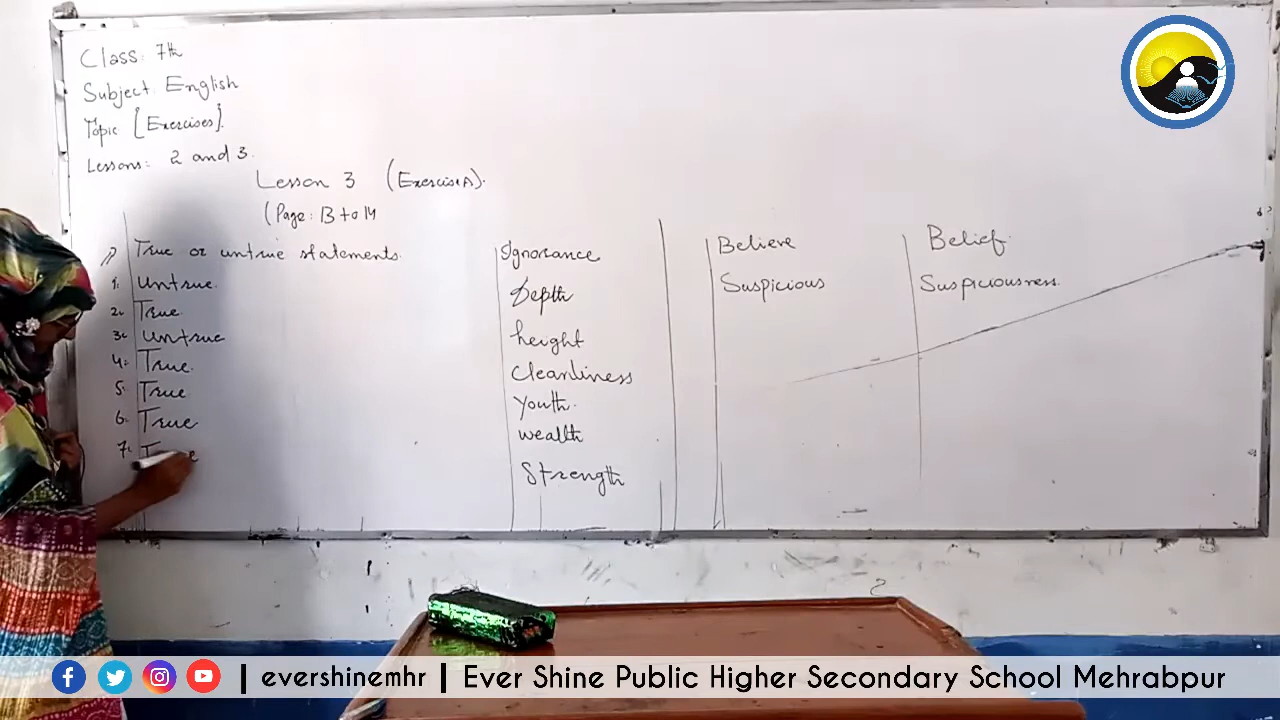 Class: 7th
Subject: English
Topic [Exercises].
Lessons: 2 and 3.
Lesson 3 (Exercise A).
(Page: 13 to 14
True or untrue statements.
1: Untrue.
2: True.
3: Untrue
4: True.
5: True
6: True
7: True
Ignorance
Depth
height
Cleanliness
Youth.
wealth
Strength
Believe
Suspicious
Belief.
Suspiciousness.
| evershinemhr | Ever Shine Public Higher Secondary School Mehrabpur